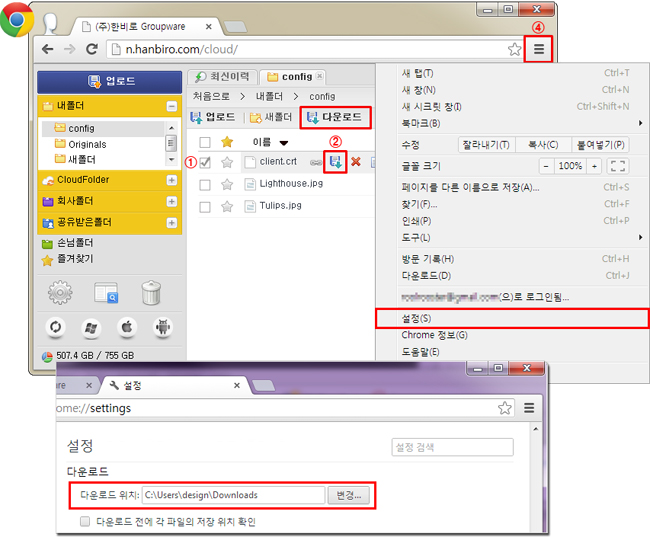 (주)한비로 Groupware
④
n.hanbiro.com/cloud/
업로드
내폴더
config
Originals
새폴더
CloudFolder
회사폴더
공유받은폴더
손님폴더
즐겨찾기
507.4 GB / 755 GB
최신이력
config
처음으로 > 내폴더 > config
업로드 새폴더 다운로드
이름
②
① client.crt
Lighthouse.jpg
Tulips.jpg
새 탭(T) Ctrl+T
새 창(N) Ctrl+N
새 시크릿 창(I) Ctrl+Shift+N
북마크(B)
수정 잘라내기(T) 복사(C) 붙여넣기(P)
글꼴 크기 - 100% +
페이지를 다른 이름으로 저장(A)... Ctrl+S
찾기(F)... Ctrl+F
인쇄(P) Ctrl+P
도구(L)
방문 기록(H) Ctrl+H
다운로드(D) Ctrl+J
@gmail.com(으)로 로그인됨...
설정(S)
Chrome 정보(G)
도움말(E)
are
설정
ome://settings
설정
설정 검색
다운로드
다운로드 위치: C:\Users\design\Downloads 변경...
다운로드 전에 각 파일의 저장 위치 확인